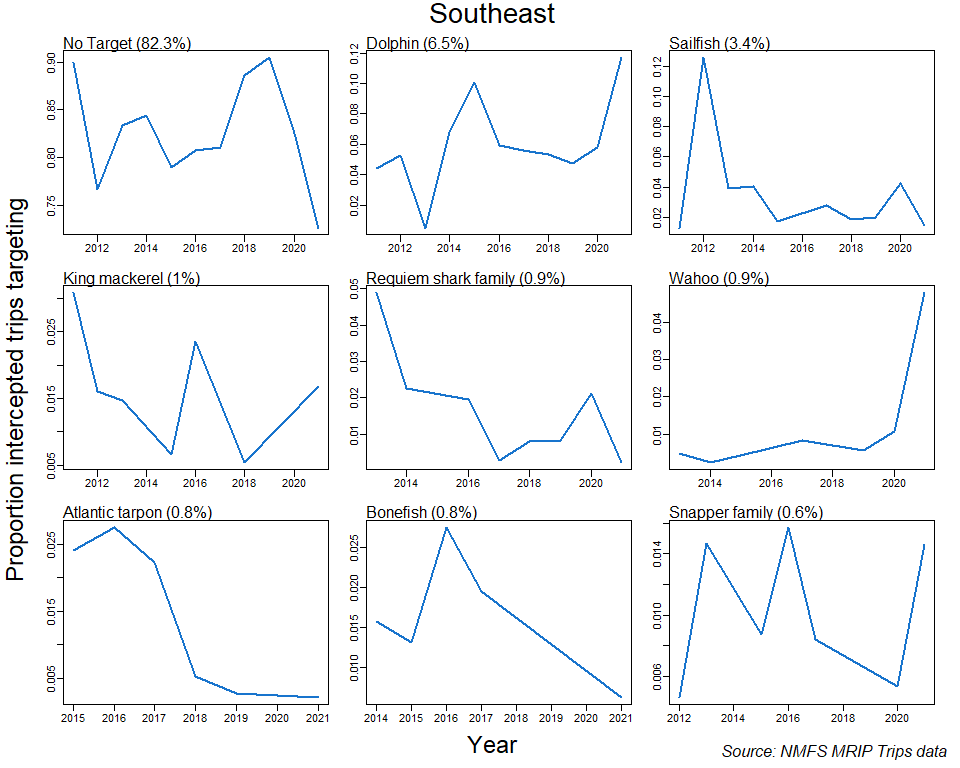 Southeast
No Target (82.3%)
0.90
0.85
0.80
0.75
2012 2014 2016 2018 2020
Dolphin (6.5%)
0.12
0.10
0.08
0.06
0.04
0.02
2012 2014 2016 2018 2020
Sailfish (3.4%)
0.12
0.10
0.08
0.06
0.04
0.02
2012 2014 2016 2018 2020
King mackerel (1%)
0.025
0.015
0.005
2012 2014 2016 2018 2020
Requiem shark family (0.9%)
0.05
0.04
0.03
0.02
0.01
2014 2016 2018 2020
Wahoo (0.9%)
0.04
0.03
0.02
0.01
2014 2016 2018 2020
Atlantic tarpon (0.8%)
0.025
0.015
0.005
2015 2016 2017 2018 2019 2020 2021
Bonefish (0.8%)
0.025
0.020
0.015
0.010
2014 2015 2016 2017 2018 2019 2020 2021
Snapper family (0.6%)
0.014
0.010
0.006
2012 2014 2016 2018 2020
Proportion intercepted trips targeting
Year
Source: NMFS MRIP Trips data